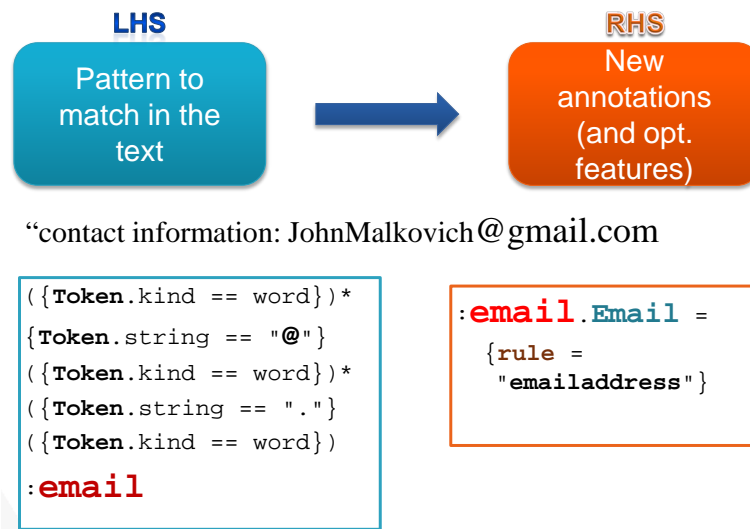 LHS
RHS
Pattern to
match in the
text
New
annotations
(and opt.
features)
“contact information: JohnMalkovich@gmail.com
({Token.kind == word})*
{Token.string == "@"}
({Token.kind == word})*
({Token.string == "."}
({Token.kind == word})
:email
:email.Email =
{rule =
"emailaddress"}